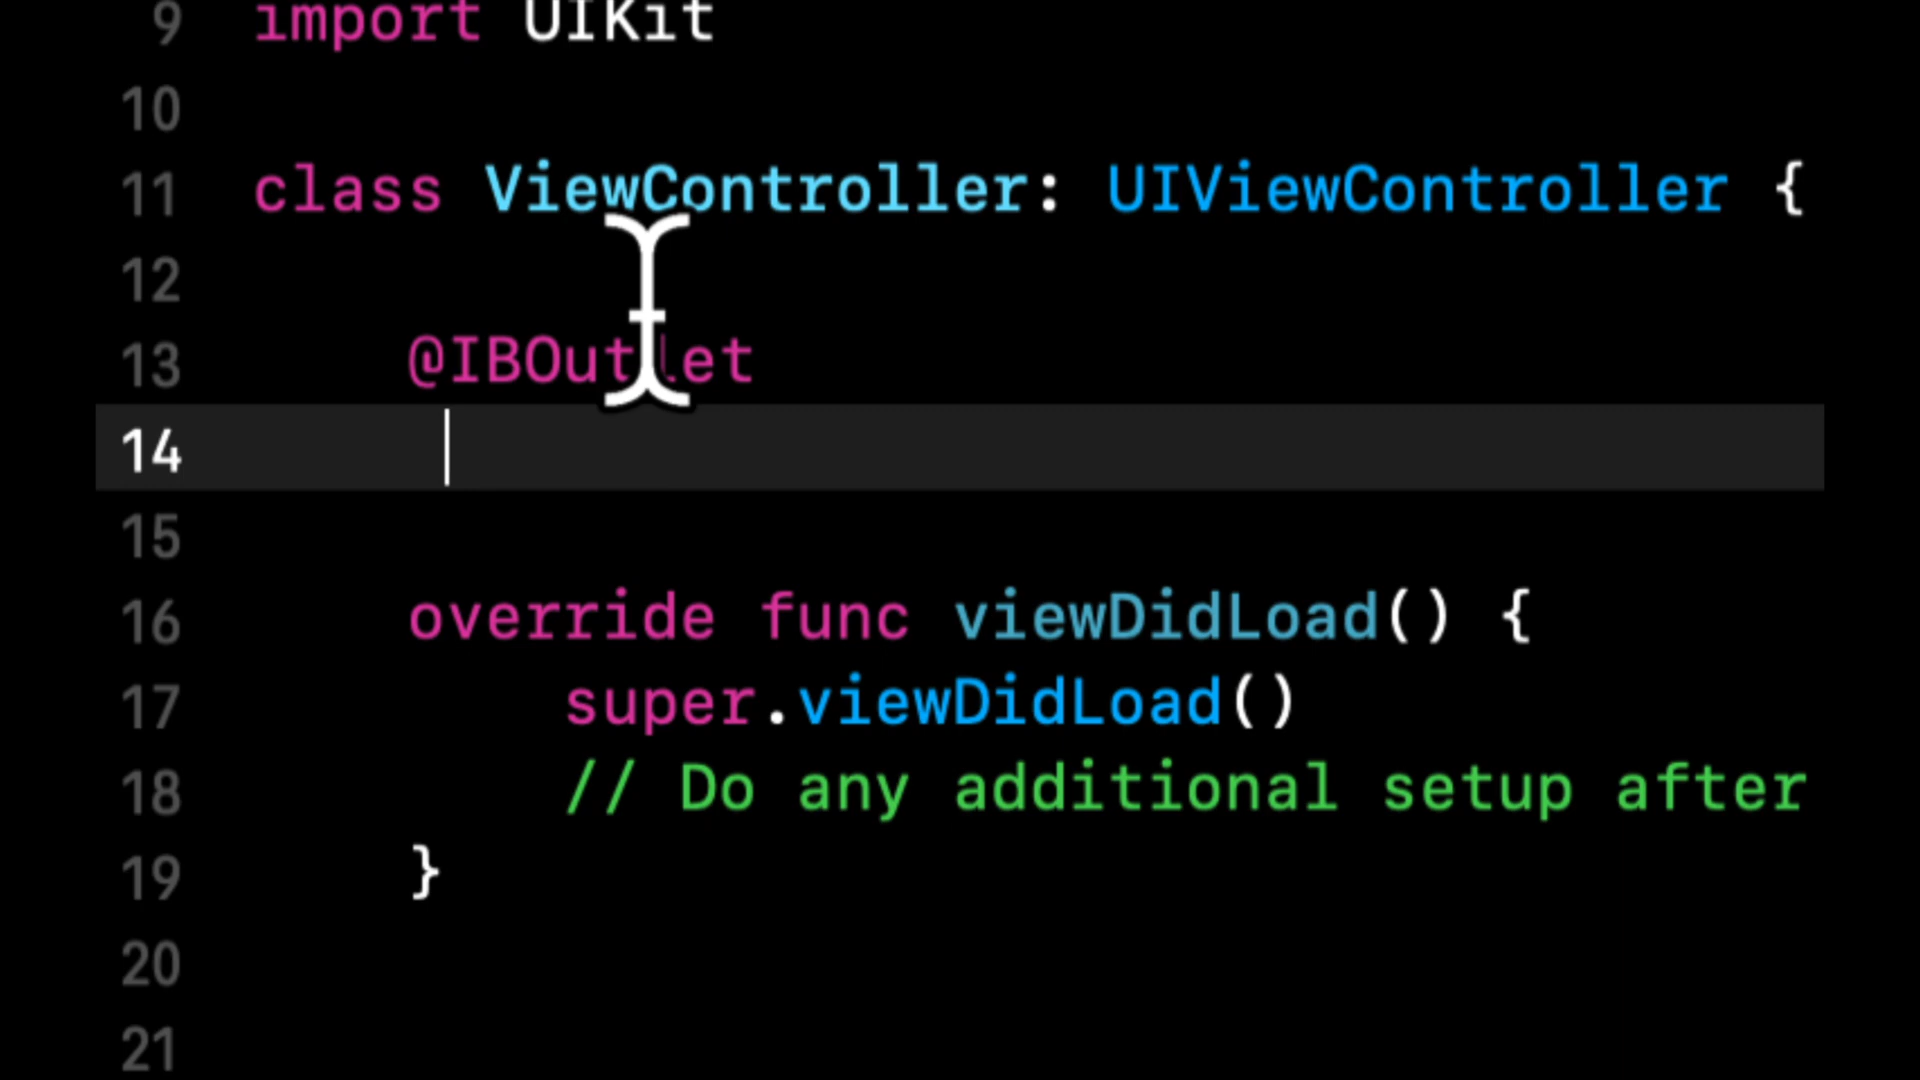 9 import UIKit
10
11 class ViewController: UIViewController {
12
13 @IBOutlet
14
15
16 override func viewDidLoad() {
17 super.viewDidLoad()
18 // Do any additional setup after
19 }
20
21